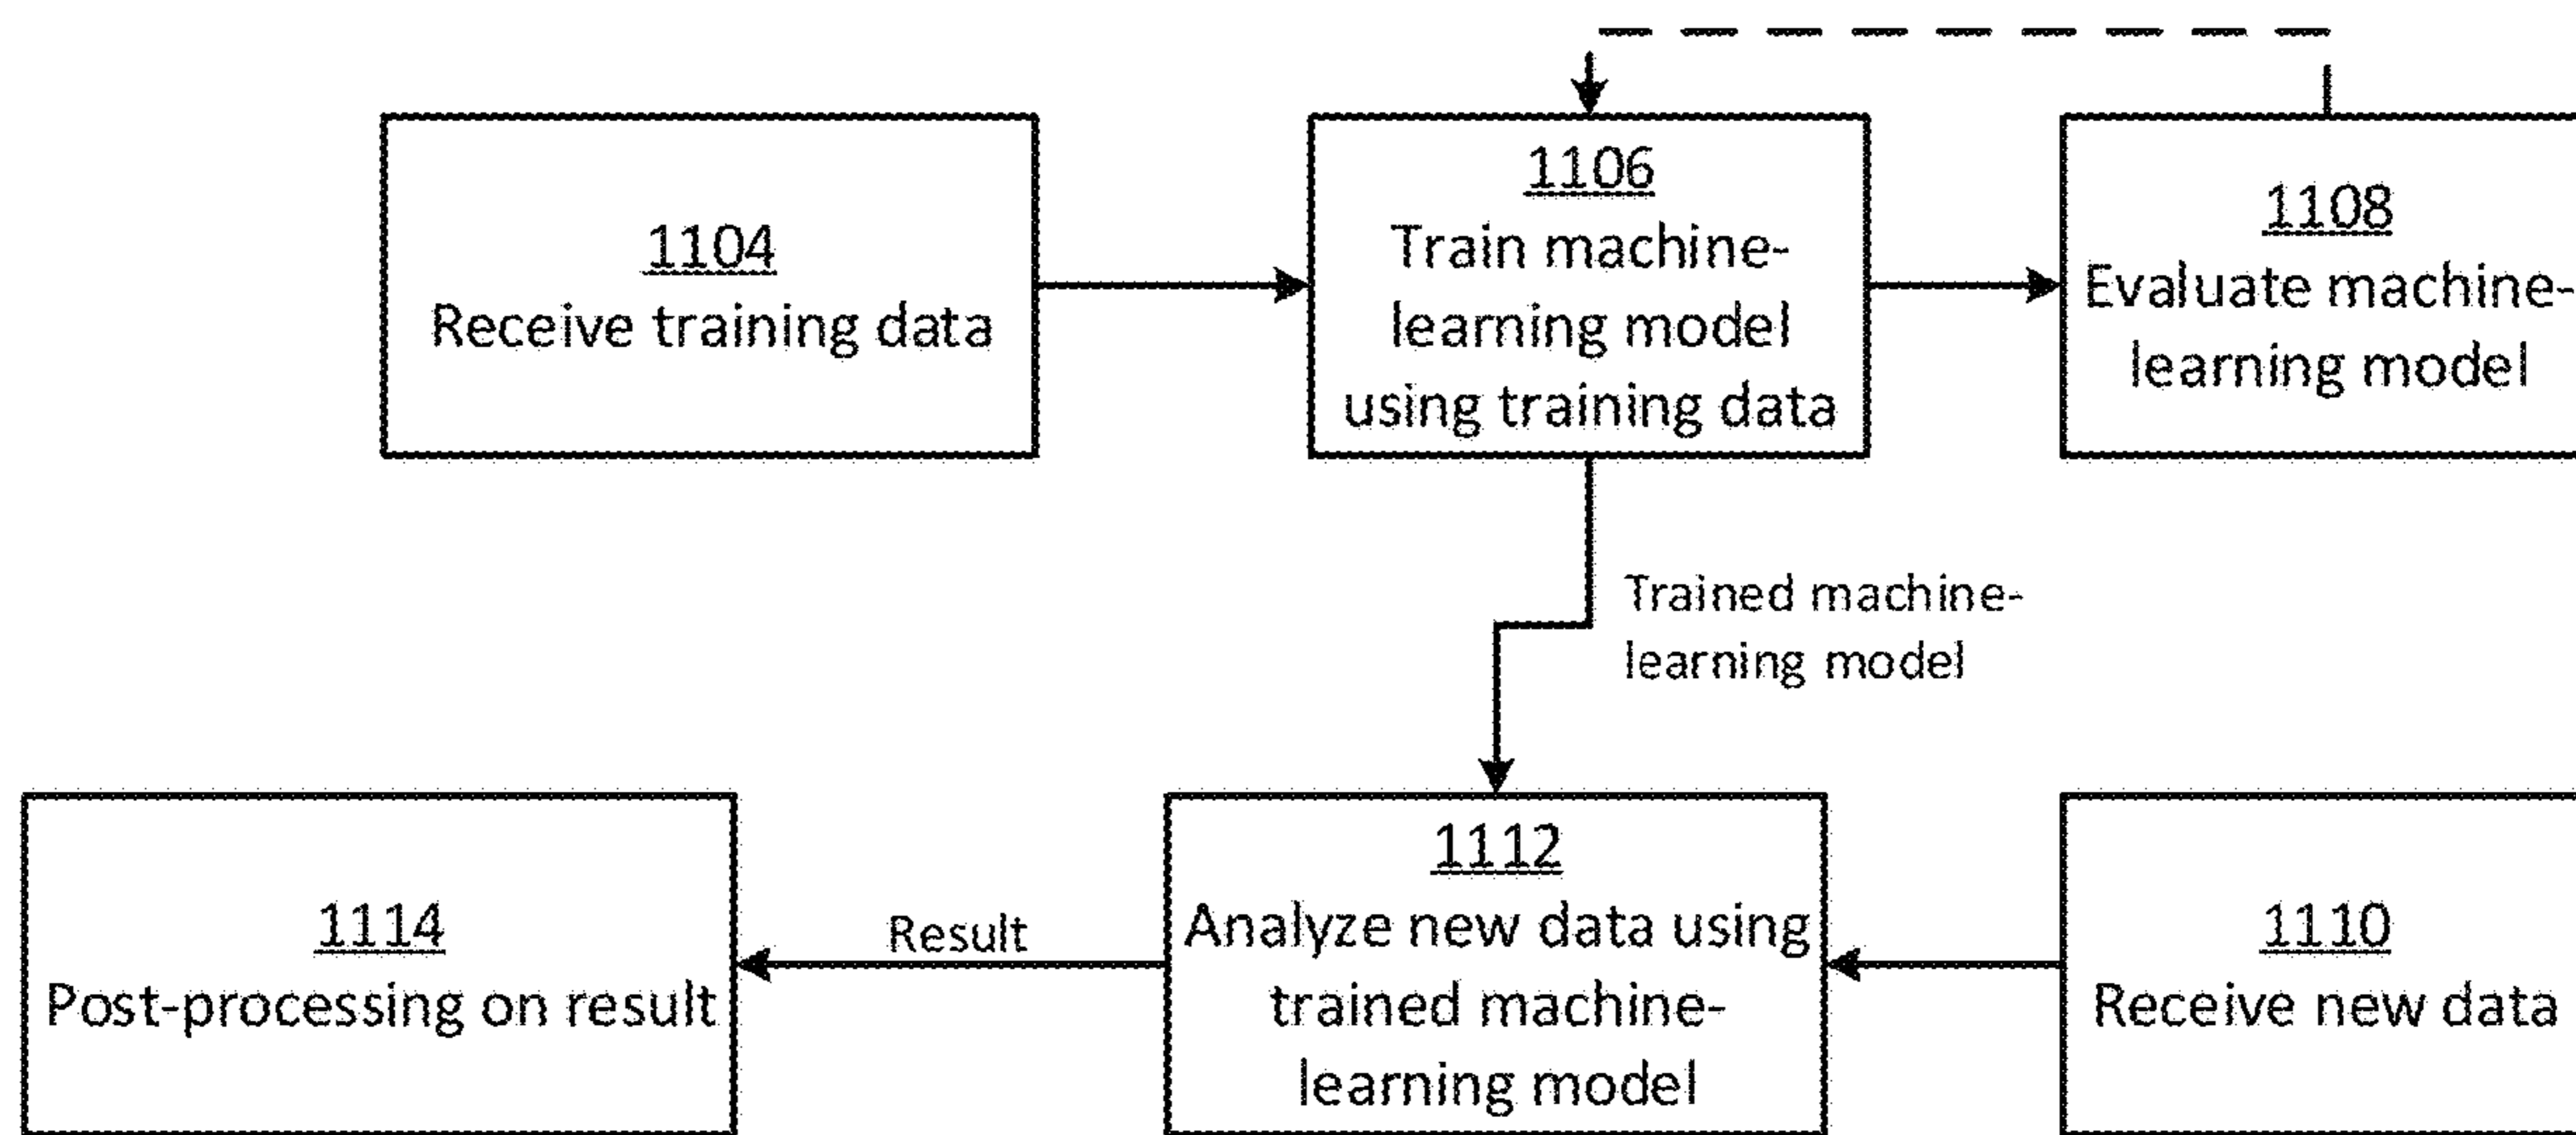 1104
Receive training data
1106
Train machine-
learning model
using training data
1108
Evaluate machine-
learning model
Trained machine-
learning model
1114
Post-processing on result
Result
1112
Analyze new data using
trained machine-
learning model
1110
Receive new data